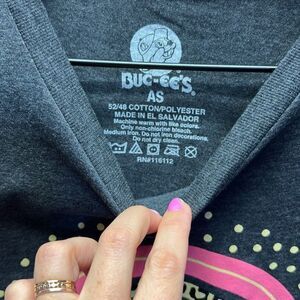 BUC-EE'S®
AS
52/48 COTTON/POLYESTER
MADE IN EL SALVADOR
Machine warm with like colors.
Only non-chlorine bleach.
Medium Iron. Do not iron decorations.
Do not dry clean.
RN#116112